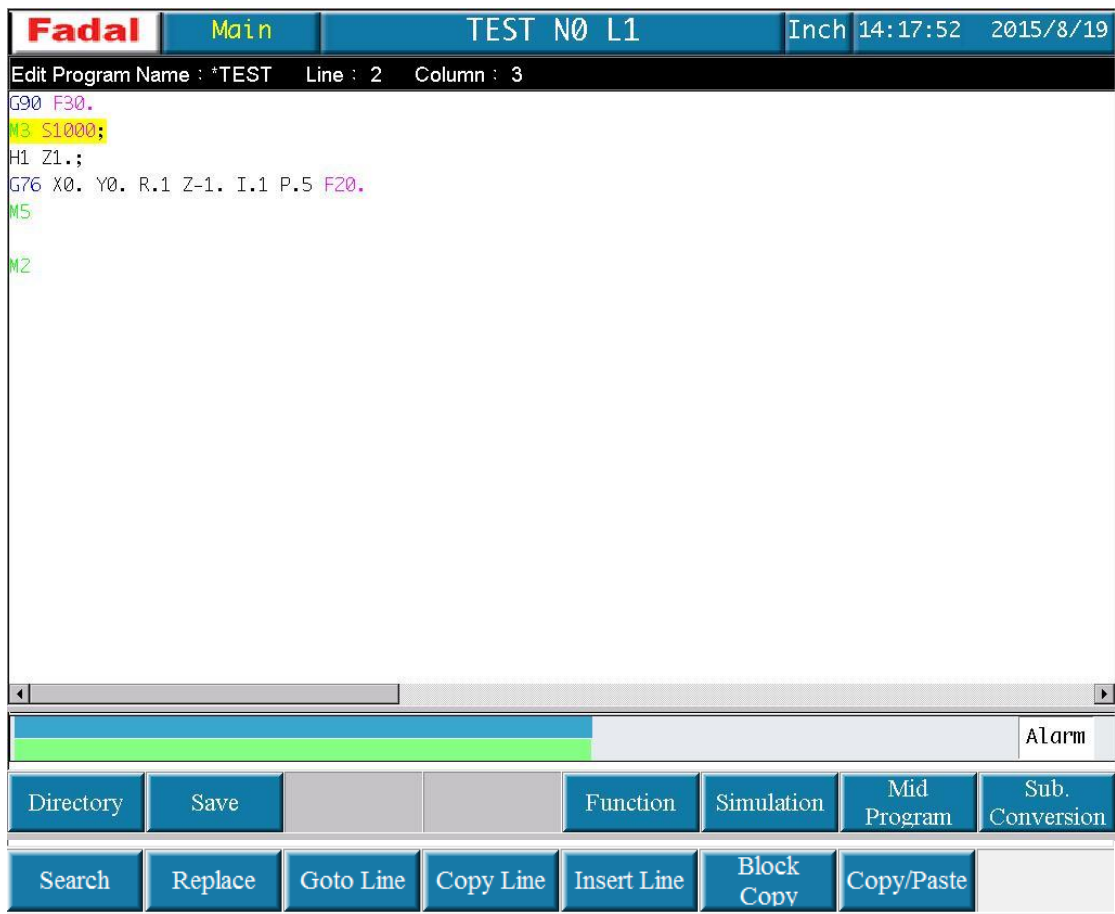 Fadal Main TEST N0 L1 Inch 14:17:52 2015/8/19
Edit Program Name : *TEST Line : 2 Column : 3
G90 F30.
M3 S1000;
H1 Z1.;
G76 X0. Y0. R.1 Z-1. I.1 P.5 F20.
M5
M2
Alarm
Directory Save Function Simulation Mid Program Sub. Conversion
Search Replace Goto Line Copy Line Insert Line Block Copy Copy/Paste